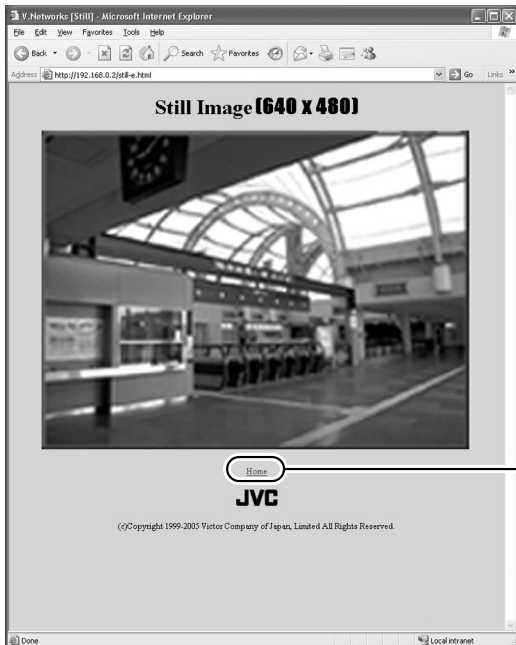 V.Networks [Still] - Microsoft Internet Explorer
File Edit View Favorites Tools Help
Back Search Favorites
Address http://192.168.0.2/still-e.html Go Links »
Still Image (640 X 480)
Home
JVC
(c)Copyright 1999-2005 Victor Company of Japan, Limited All Rights Reserved.
Done Local intranet